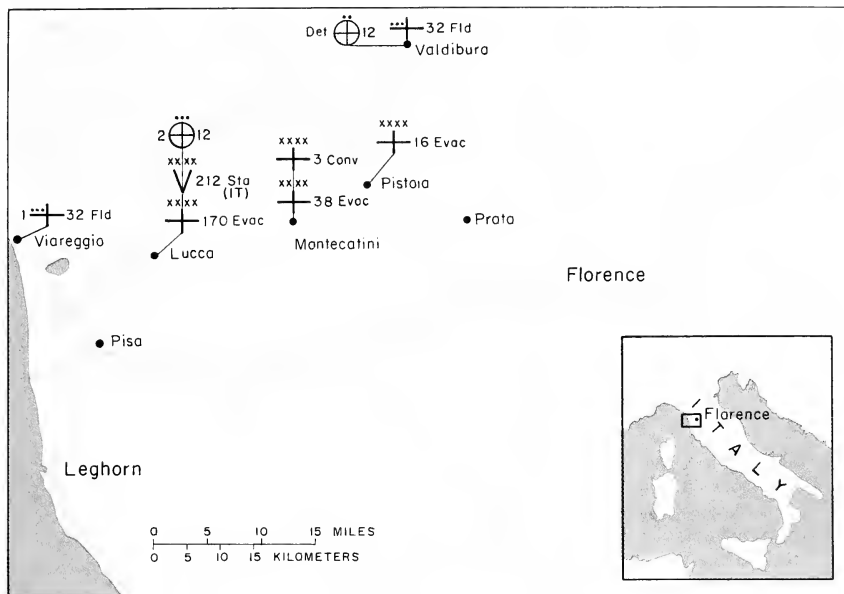 Det 12 32 Fld
Valdibura
xxxx
16 Evac
2 12
xxxx
xxxx
3 Conv
212 Sta
(IT)
Pistoia
xxxx
xxxx
38 Evac
1 32 Fld
170 Evac
Prata
Viareggio
Lucca
Montecatini
Florence
Pisa
ITALY
Florence
Leghorn
0 5 10 15 MILES
0 5 10 15 KILOMETERS